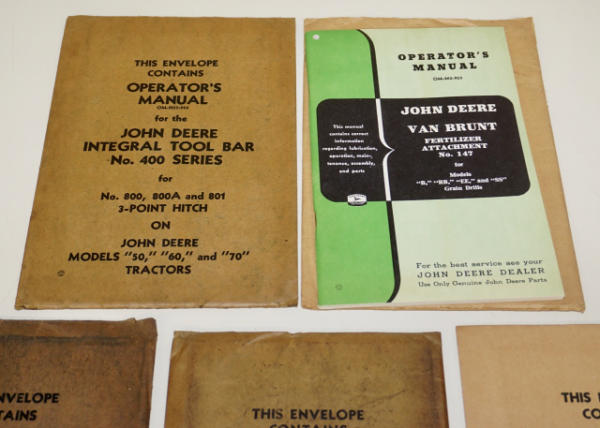 THIS ENVELOPE
CONTAINS
OPERATOR'S
MANUAL
for the
JOHN DEERE
INTEGRAL TOOL BAR
No. 400 SERIES
for
No. 800, 800A and 801
3-POINT HITCH
ON
JOHN DEERE
MODELS "50," "60," and "70"
TRACTORS
OPERATOR'S
MANUAL
This manual
contains correct
information
regarding lubrication,
operation, main-
tenance, assembly,
and parts
JOHN DEERE
VAN BRUNT
FERTILIZER
ATTACHMENT
No. 147
for
Models
"B," "RB," "EE," and "SS"
Grain Drills
For the best service see your
JOHN DEERE DEALER
Use Only Genuine John Deere Parts
NVELOPE
TAINS
THIS ENVELOPE
CONTAINS
THIS
CO